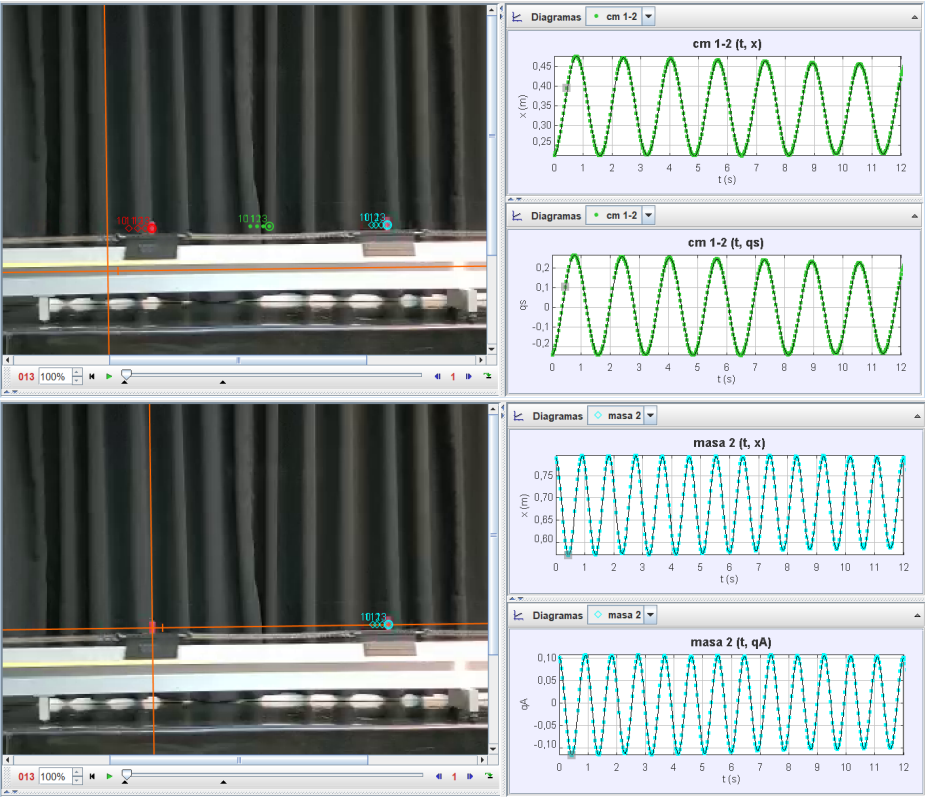 Diagramas cm 1-2
cm 1-2 (t, x)
0,45
0,40
0,35
0,30
0,25
x (m)
0 1 2 3 4 5 6 7 8 9 10 11 12
t (s)
Diagramas cm 1-2
cm 1-2 (t, qs)
0,2
0,1
0
-0,1
-0,2
qs
0 1 2 3 4 5 6 7 8 9 10 11 12
t (s)
013 100% 1
Diagramas masa 2
masa 2 (t, x)
0,75
0,70
0,65
0,60
x (m)
0 1 2 3 4 5 6 7 8 9 10 11 12
t (s)
Diagramas masa 2
masa 2 (t, qA)
0,10
0,05
0
-0,05
-0,10
qA
0 1 2 3 4 5 6 7 8 9 10 11 12
t (s)
013 100% 1